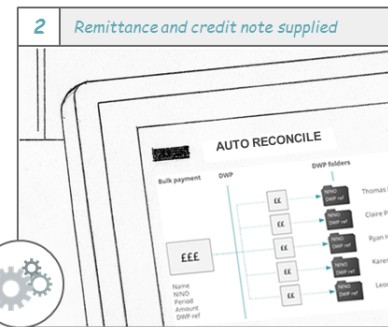 2 Remittance and credit note supplied
AUTO RECONCILE
Bulk payment
DWP
DWP folders
£££
Name
NINO
Period
Amount
DWP ref
££
££
££
££
££
NINO
DWP ref
Thomas
NINO
DWP ref
Claire
NINO
DWP ref
Ryan
NINO
DWP ref
Karen
NINO
DWP ref